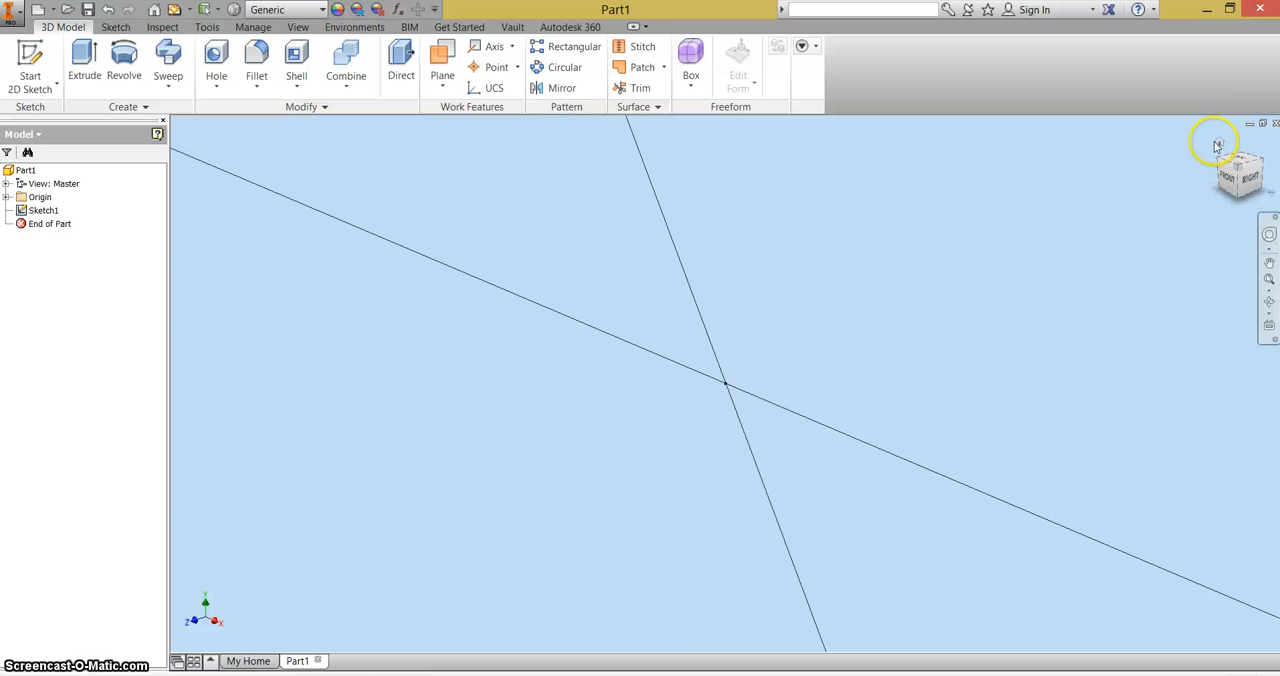 PRO
Generic
Part1
Sign In
3D Model Sketch Inspect Tools Manage View Environments BIM Get Started Vault Autodesk 360
Start
2D Sketch
Extrude Revolve Sweep
Hole Fillet Shell Combine
Direct
Plane
Axis
Point
UCS
Rectangular
Circular
Mirror
Stitch
Patch
Trim
Box
Edit
Form
Sketch Create Modify Work Features Pattern Surface Freeform
Model
Part1
View: Master
Origin
Sketch1
End of Part
FRONT RIGHT
Y
Z X
My Home Part1
Screencast-O-Matic.com